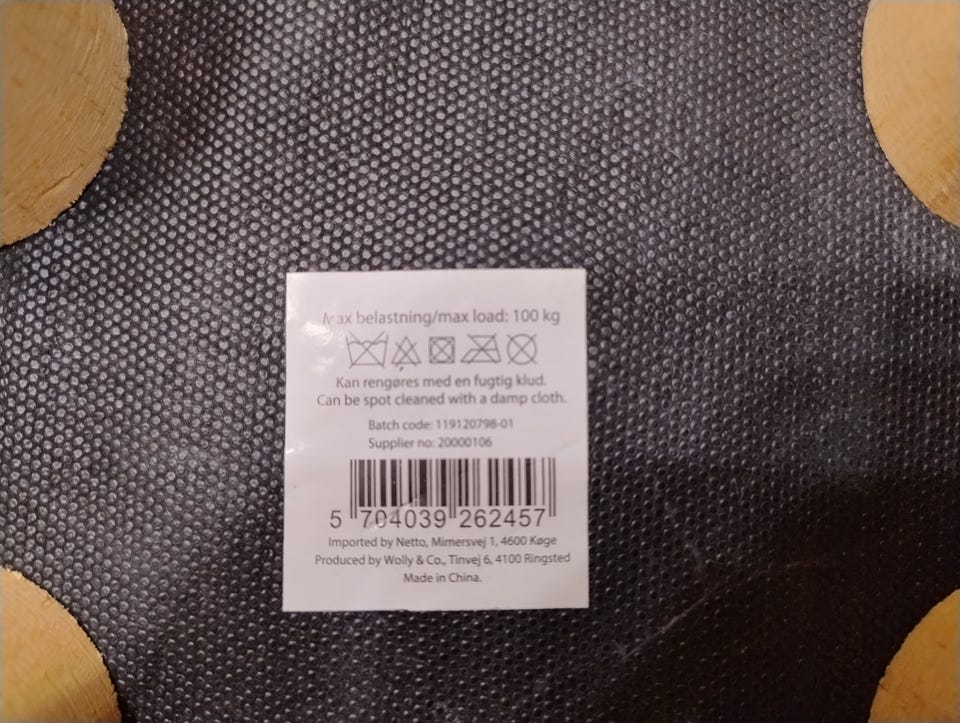 Max belastning/max load: 100 kg
Kan rengøres med en fugtig klud.
Can be spot cleaned with a damp cloth.
Batch code: 119120798-01
Supplier no: 20000106
5 704039 262457
Imported by Netto, Mimersvej 1, 4600 Køge
Produced by Wolly & Co., Tinvej 6, 4100 Ringsted
Made in China.